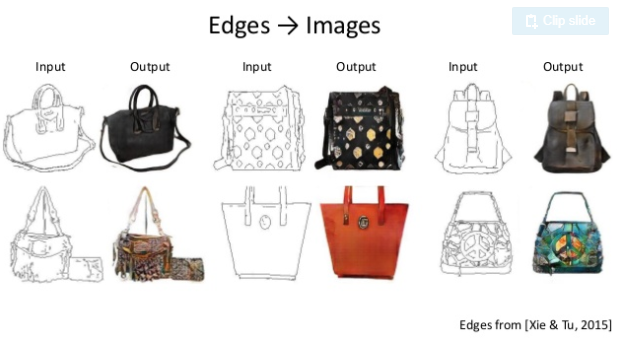 Clip slide
Edges → Images
Input Output Input Output Input Output
Edges from [Xie & Tu, 2015]